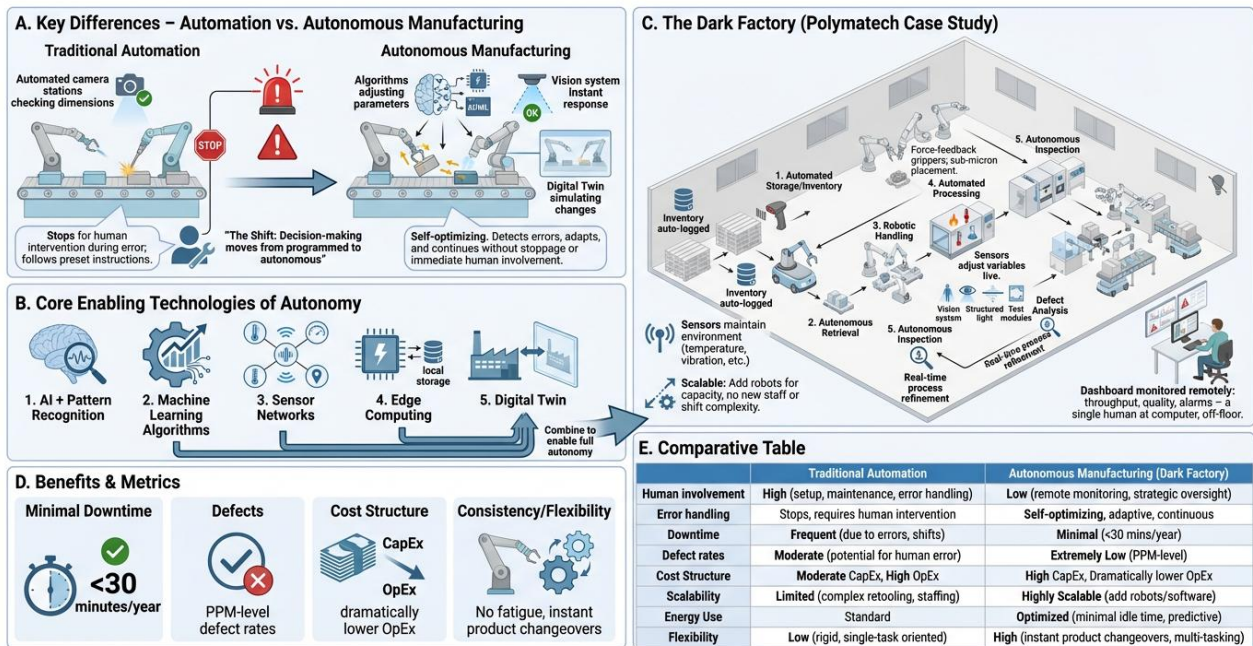 A. Key Differences – Automation vs. Autonomous Manufacturing
Traditional Automation
Automated camera
stations
checking dimensions
STOP
Stops for human
intervention during error;
follows preset instructions.
"The Shift: Decision-making
moves from programmed to
autonomous"
Autonomous Manufacturing
Algorithms
adjusting
parameters
AI/ML
Vision system
instant
response
OK
Digital Twin
simulating
changes
Self-optimizing. Detects errors, adapts,
and continues without stoppage or
immediate human involvement.
B. Core Enabling Technologies of Autonomy
1. AI + Pattern
Recognition
2. Machine
Learning
Algorithms
3. Sensor
Networks
local
storage
4. Edge
Computing
5. Digital Twin
Combine to
enable full
autonomy
C. The Dark Factory (Polymatech Case Study)
Inventory
auto-logged
1. Automated
Storage/Inventory
Inventory
auto-logged
2. Autonomous
Retrieval
3. Robotic
Handling
Force-feedback
grippers; sub-micron
placement.
4. Automated
Processing
5. Autonomous
Inspection
Sensors
adjust variables
live.
Vision
systwm
Structured
light
Test
modules
Defect
Analysis
5. Autonomous
Inspection
Real-time
process
refinement
Sensors maintain
environment
(temperature,
vibration, etc.)
Scalable: Add robots for
capacity, no new staff or
shift complexity.
Dashboard monitored remotely:
throughput, quality, alarms – a
single human at computer, off-floor.
D. Benefits & Metrics
Minimal Downtime
<30
minutes/year
Defects
PPM-level
defect rates
Cost Structure
CapEx
OpEx
dramatically
lower OpEx
Consistency/Flexibility
No fatigue, instant
product changeovers
E. Comparative Table
Traditional Automation Autonomous Manufacturing (Dark Factory)
Human involvement High (setup, maintenance, error handling) Low (remote monitoring, strategic oversight)
Error handling Stops, requires human intervention Self-optimizing, adaptive, continuous
Downtime Frequent (due to errors, shifts) Minimal (<30 mins/year)
Defect rates Moderate (potential for human error) Extremely Low (PPM-level)
Cost Structure Moderate CapEx, High OpEx High CapEx, Dramatically lower OpEx
Scalability Limited (complex retooling, staffing) Highly Scalable (add robots/software)
Energy Use Standard Optimized (minimal idle time, predictive)
Flexibility Low (rigid, single-task oriented) High (instant product changeovers, multi-tasking)